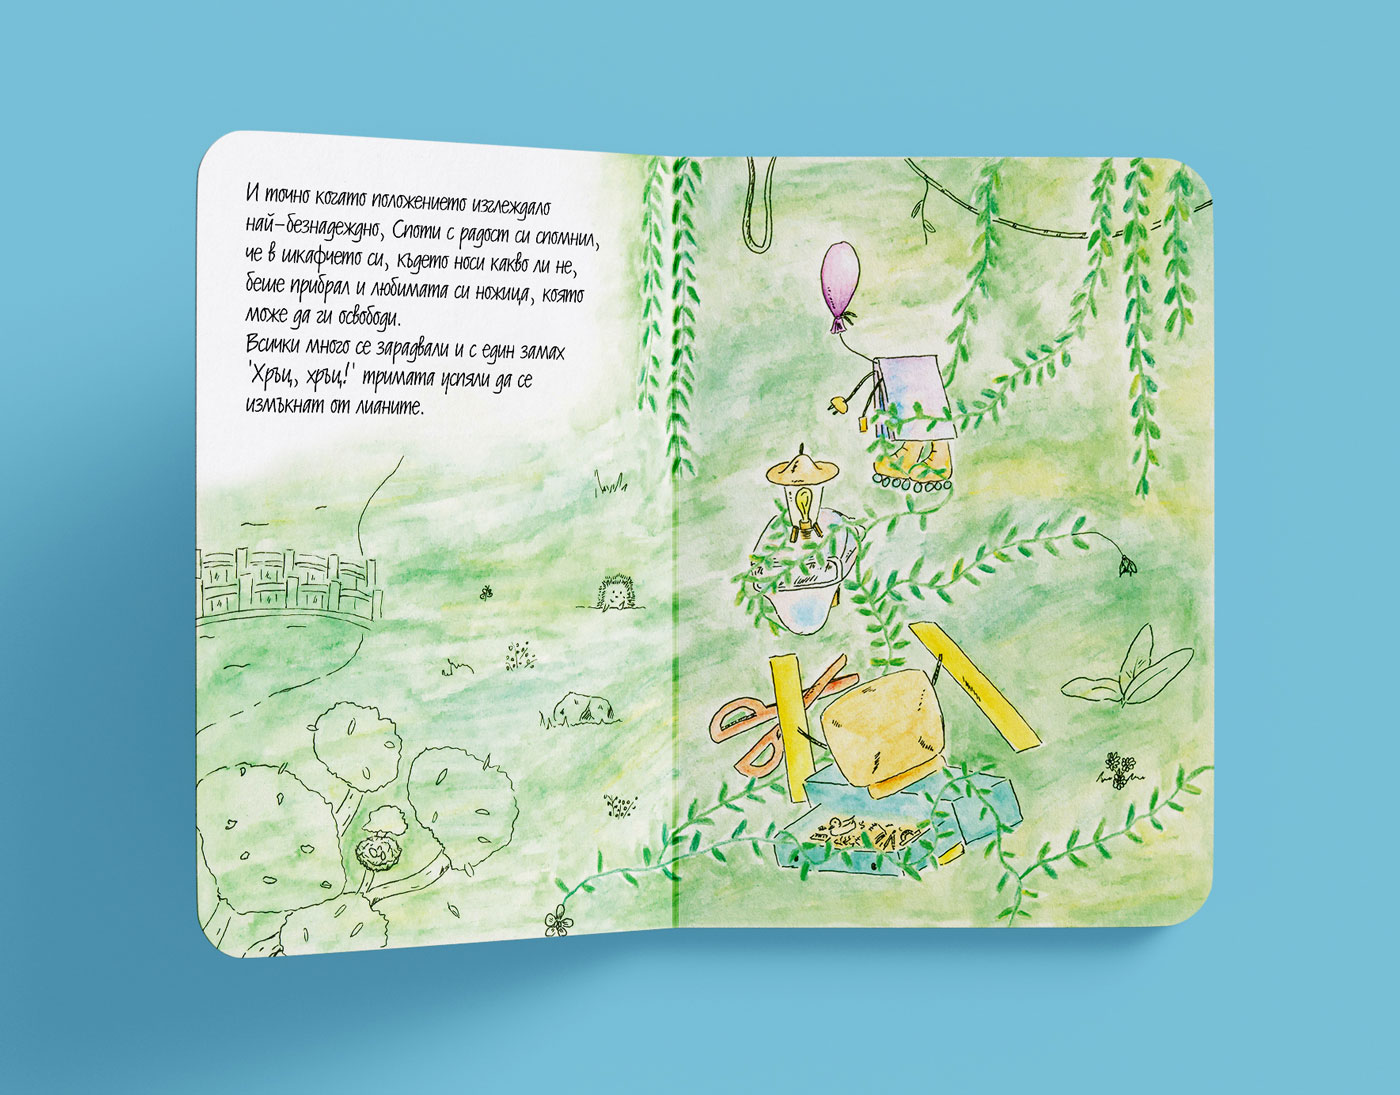 И точно когато положението изглеждало
най-безнадеждно, Споти с радост си спомнил,
че в шкафчето си, където носи какво ли не,
беше прибрал и любимата си ножица, която
може да ги освободи.
Всички много се зарадвали и с един замах
'Хръц, хръц!' тримата успяли да се
измъкнат от лианите.